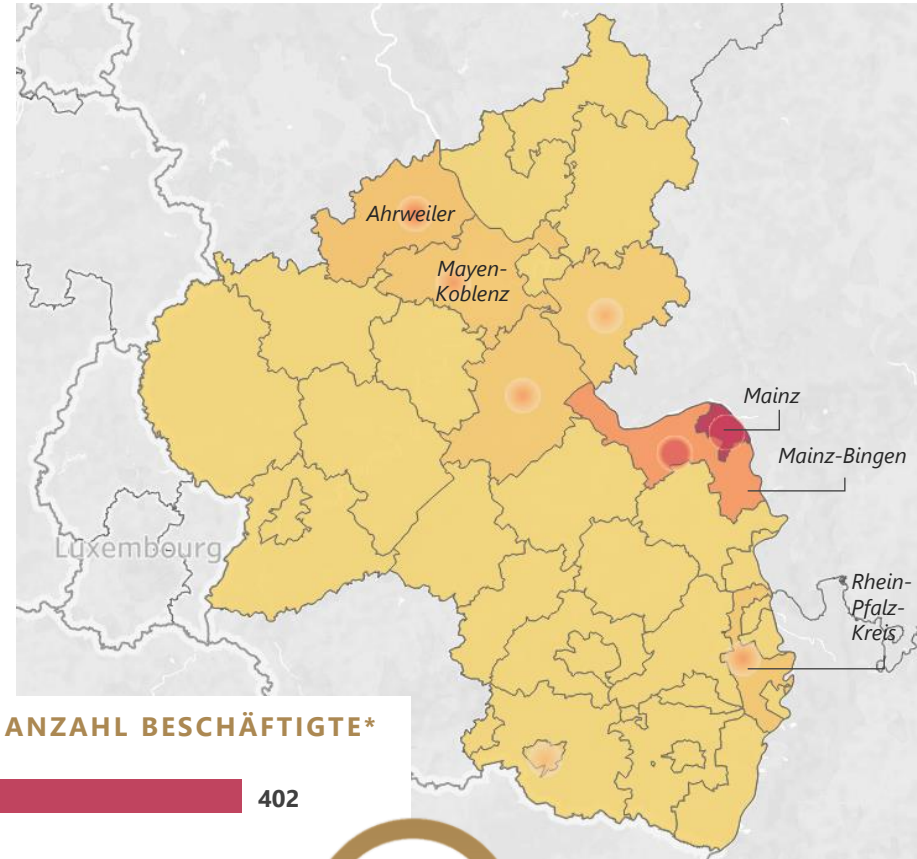 Ahrweiler
Mayen-
Koblenz
Mainz
Mainz-Bingen
Luxembourg
Rhein-
Pfalz-
Kreis
ANZAHL BESCHÄFTIGTE*
402